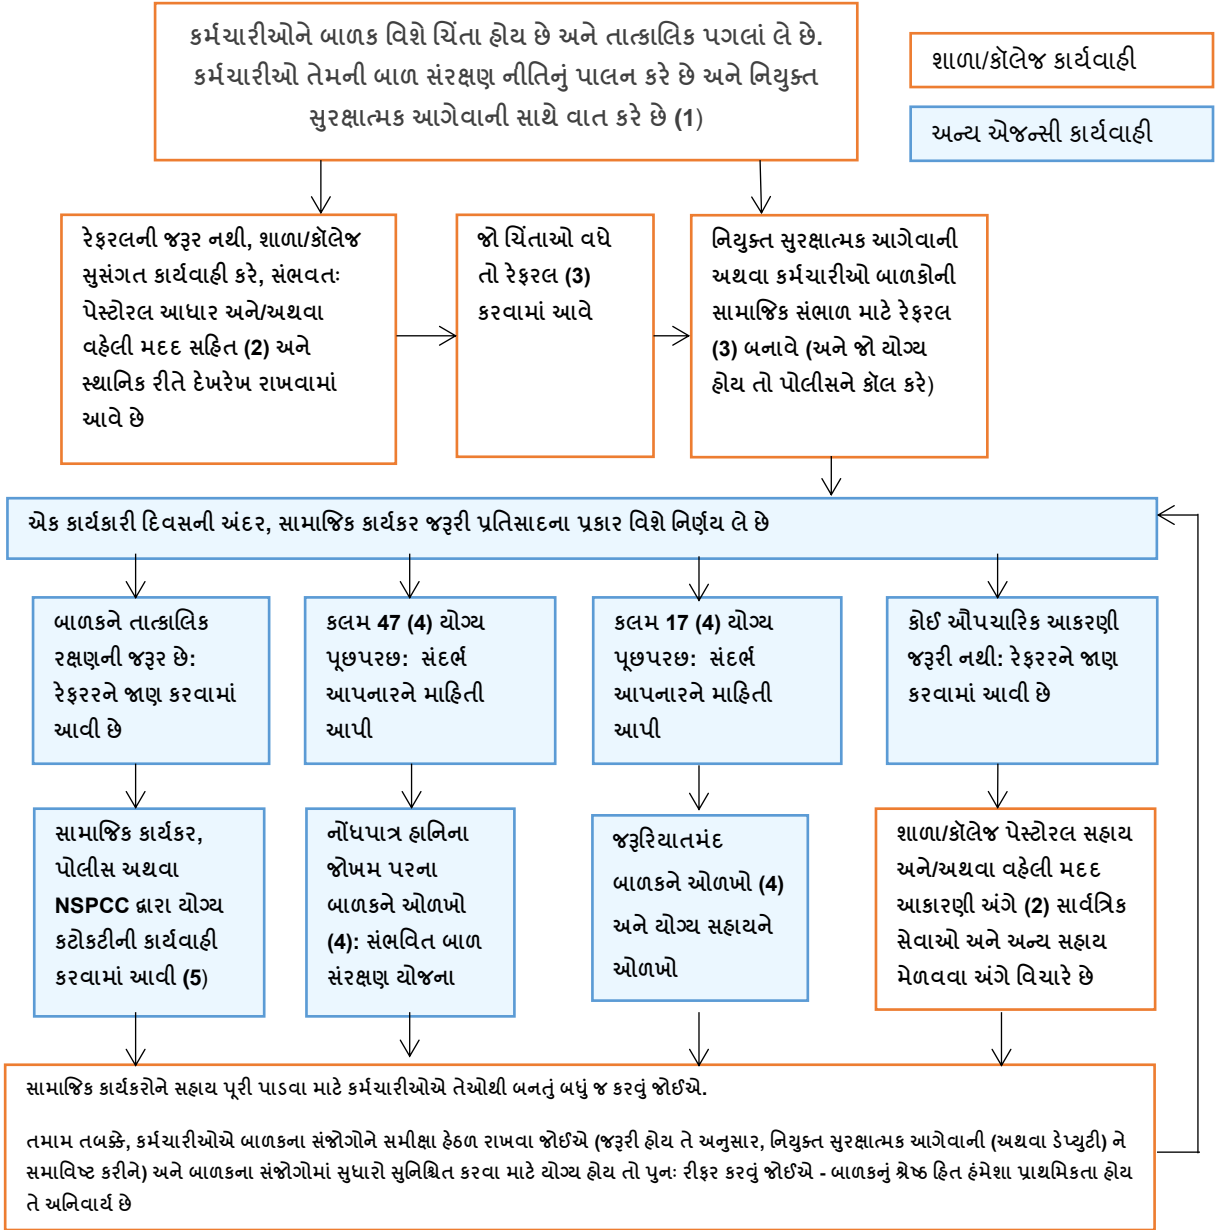 કર્મચારીઓને બાળક વિશે ચિંતા હોય છે અને તાત્કાલિક પગલાં લે છે.
કર્મચારીઓ તેમની બાળ સંરક્ષણ નીતિનું પાલન કરે છે અને નિયુક્ત
સુરક્ષાત્મક આગેવાની સાથે વાત કરે છે (1)
શાળા/કૉલેજ કાર્યવાહી
અન્ય એજન્સી કાર્યવાહી
રેફરલની જરૂર નથી, શાળા/કૉલેજ
સુસંગત કાર્યવાહી કરે, સંભવતઃ
પેસ્ટોરલ આધાર અને/અથવા
વહેલી મદદ સહિત (2) અને
સ્થાનિક રીતે દેખરેખ રાખવામાં
આવે છે
જો ચિંતાઓ વધે
તો રેફરલ (3)
કરવામાં આવે
નિયુક્ત સુરક્ષાત્મક આગેવાની
અથવા કર્મચારીઓ બાળકોની
સામાજિક સંભાળ માટે રેફરલ
(3) બનાવે (અને જો યોગ્ય
હોય તો પોલીસને કૉલ કરે)
એક કાર્યકારી દિવસની અંદર, સામાજિક કાર્યકર જરૂરી પ્રતિસાદના પ્રકાર વિશે નિર્ણય લે છે
બાળકને તાત્કાલિક
રક્ષણની જરૂર છે:
રેફરરને જાણ કરવામાં
આવી છે
કલમ 47 (4) યોગ્ય
પૂછપરછ: સંદર્ભ
આપનારને માહિતી
આપી
કલમ 17 (4) યોગ્ય
પૂછપરછ: સંદર્ભ
આપનારને માહિતી
આપી
કોઈ ઔપચારિક આકરણી
જરૂરી નથી: રેફરરને જાણ
કરવામાં આવી છે
સામાજિક કાર્યકર,
પોલીસ અથવા
NSPCC દ્વારા યોગ્ય
કટોકટીની કાર્યવાહી
કરવામાં આવી (5)
નોંધપાત્ર હાનિના
જોખમ પરના
બાળકને ઓળખો
(4): સંભવિત બાળ
સંરક્ષણ યોજના
જરૂરિયાતમંદ
બાળકને ઓળખો (4)
અને યોગ્ય સહાયને
ઓળખો
શાળા/કૉલેજ પેસ્ટોરલ સહાય
અને/અથવા વહેલી મદદ
આકારણી અંગે (2) સાર્વત્રિક
સેવાઓ અને અન્ય સહાય
મેળવવા અંગે વિચારે છે
સામાજિક કાર્યકરોને સહાય પૂરી પાડવા માટે કર્મચારીઓએ તેઓથી બનતું બધું જ કરવું જોઈએ.
તમામ તબક્કે, કર્મચારીઓએ બાળકના સંજોગોને સમીક્ષા હેઠળ રાખવા જોઈએ (જરૂરી હોય તે અનુસાર, નિયુક્ત સુરક્ષાત્મક આગેવાની (અથવા ડેપ્યુટી) ને
સમાવિષ્ટ કરીને) અને બાળકના સંજોગોમાં સુધારો સુનિશ્ચિત કરવા માટે યોગ્ય હોય તો પુનઃ રીફર કરવું જોઈએ - બાળકનું શ્રેષ્ઠ હિત હંમેશા પ્રાથમિકતા હોય
તે અનિવાર્ય છે